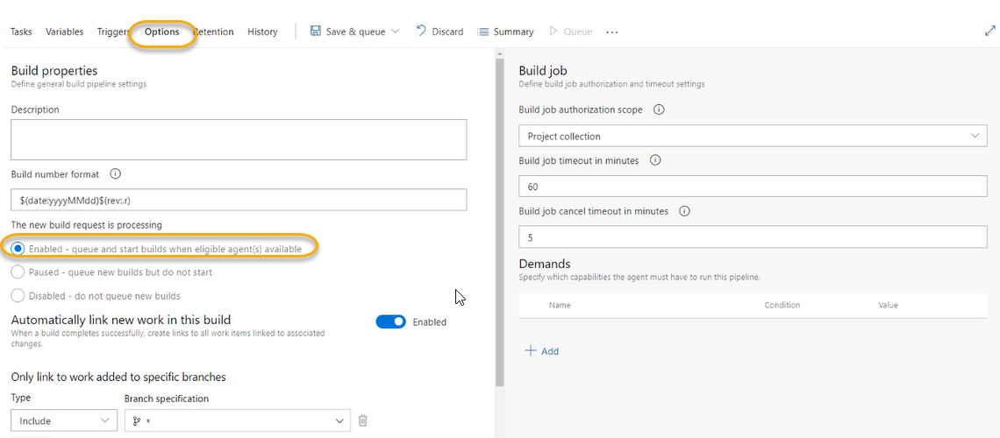 Tasks Variables Triggers Options Retention History Save & queue Discard Summary Queue ...
Build properties
Define general build pipeline settings
Description
Build number format
$(date:yyyyMMdd)$(rev:.r)
The new build request is processing
Enabled - queue and start builds when eligible agent(s) available
Paused - queue new builds but do not start
Disabled - do not queue new builds
Automatically link new work in this build
Enabled
When a build completes successfully, create links to all work items linked to associated
changes.
Only link to work added to specific branches
Type Branch specification
Include *
Build job
Define build job authorization and timeout settings
Build job authorization scope
Project collection
Build job timeout in minutes
60
Build job cancel timeout in minutes
5
Demands
Specify which capabilities the agent must have to run this pipeline.
Name Condition Value
Add